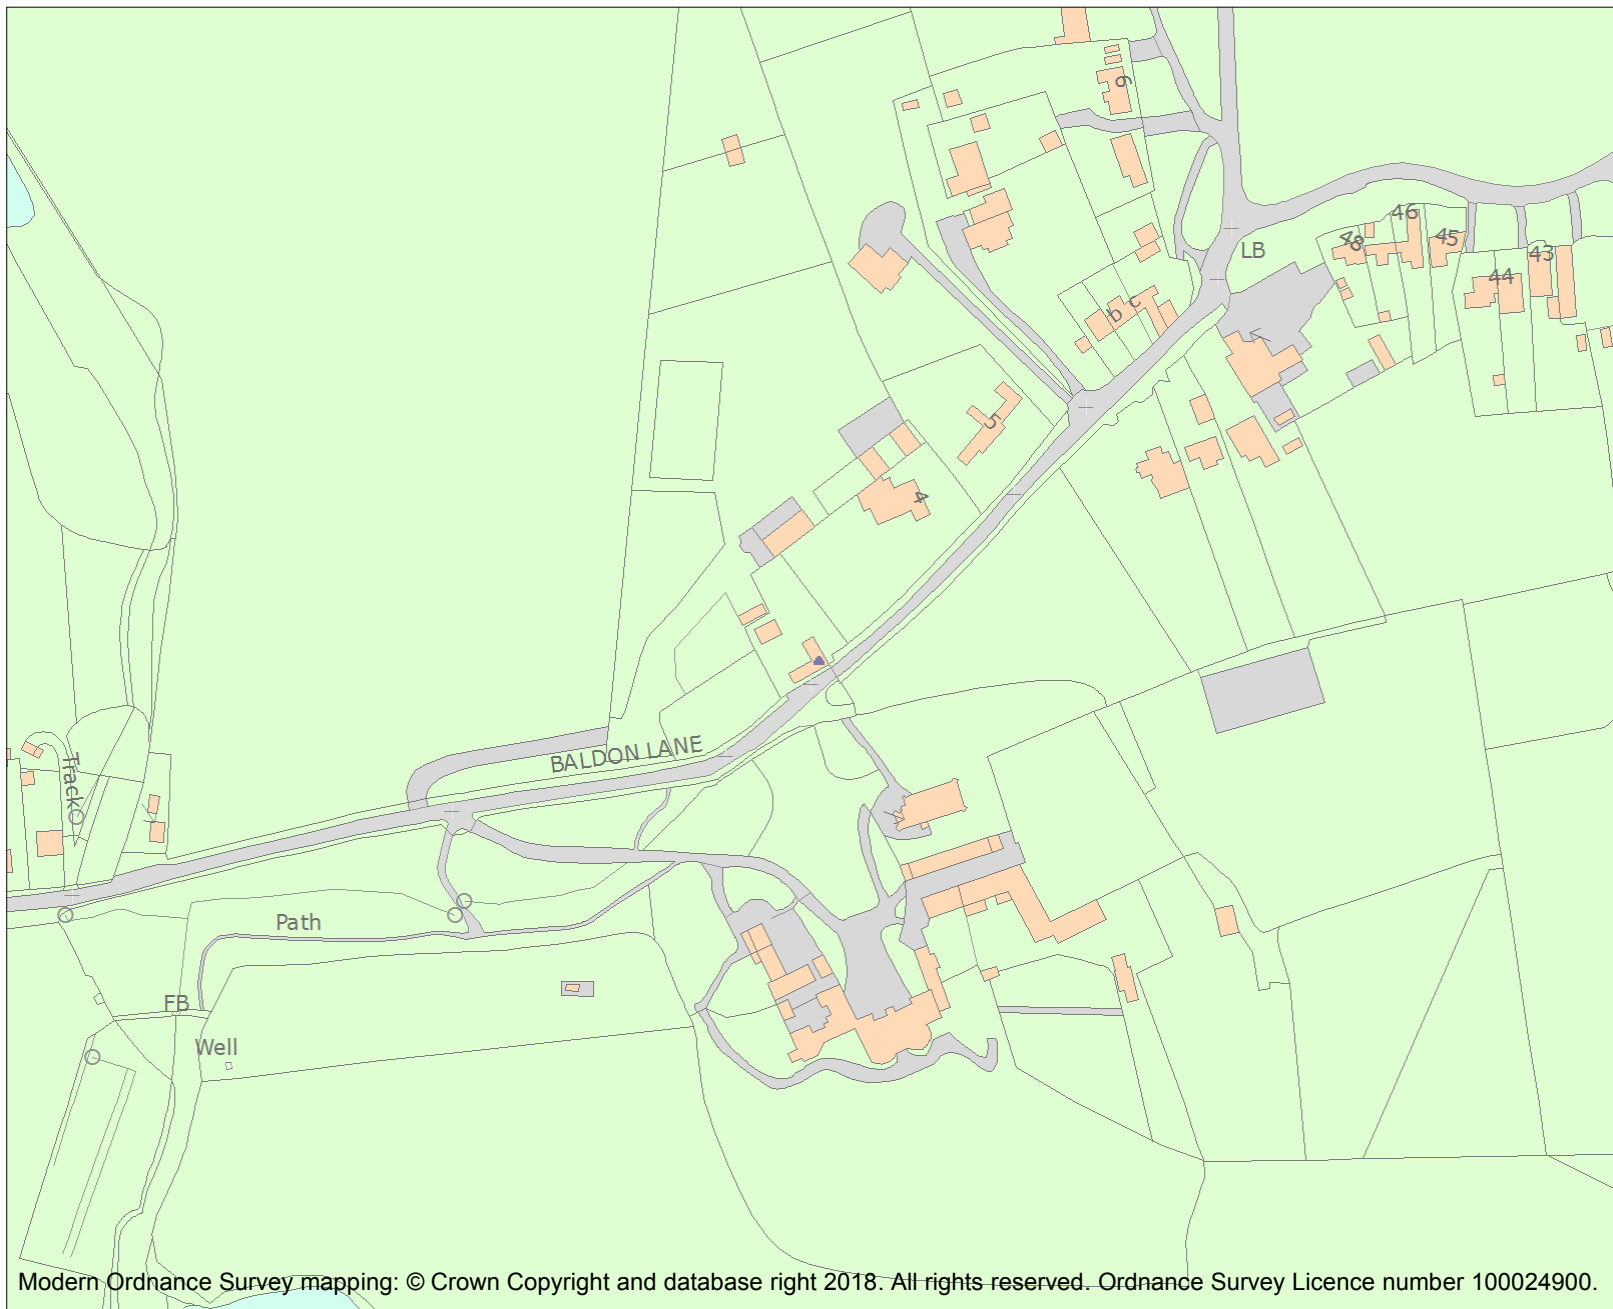 6
46
48
45
LB
43
44
c
b
5
4
BALDON LANE
Track
Path
FB
Well
Modern Ordnance Survey mapping: © Crown Copyright and database right 2018. All rights reserved. Ordnance Survey Licence number 100024900.